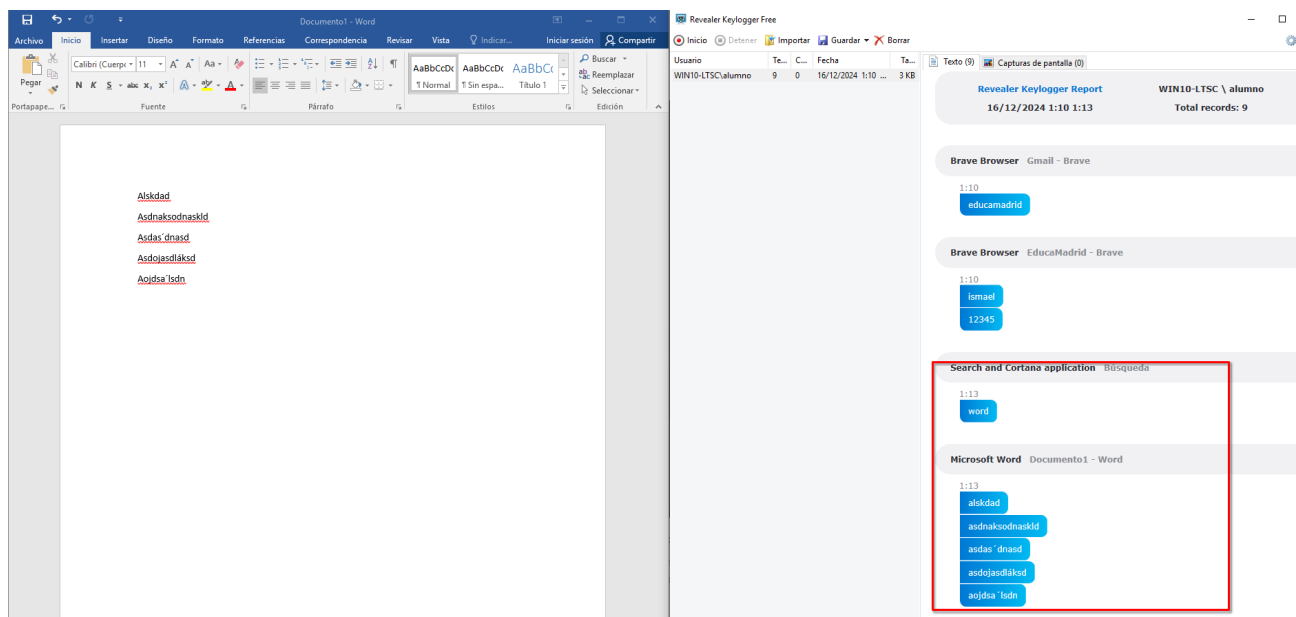 Documento1 - Word
Archivo Inicio Insertar Diseño Formato Referencias Correspondencia Revisar Vista Indicar... Iniciar sesión Compartir
Pegar
Calibri (Cuerpo 11 A A Aa
N K S abc x₂ x² A aby A
AaBbCcDc AaBbCcDc AaBbCc
¶ Normal ¶ Sin espa... Título 1
Buscar
Reemplazar
Seleccionar
Portapape... Fuente Párrafo Estilos Edición
Alskdad
Asdnaksodnaskld
Asdas´dnasd
Asdojasdláksd
Aojdsa´lsdn
Revealer Keylogger Free
Inicio Detener Importar Guardar Borrar
Usuario Te... C... Fecha Ta...
WIN10-LTSC\alumno 9 0 16/12/2024 1:10 ... 3 KB
Texto (9) Capturas de pantalla (0)
Revealer Keylogger Report WIN10-LTSC \ alumno
16/12/2024 1:10 1:13 Total records: 9
Brave Browser Gmail - Brave
1:10
educamadrid
Brave Browser EducaMadrid - Brave
1:10
ismael
12345
Search and Cortana application Búsqueda
1:13
word
Microsoft Word Documento1 - Word
1:13
alskdad
asdnaksodnaskld
asdas´dnasd
asdojasdláksd
aojdsa´lsdn